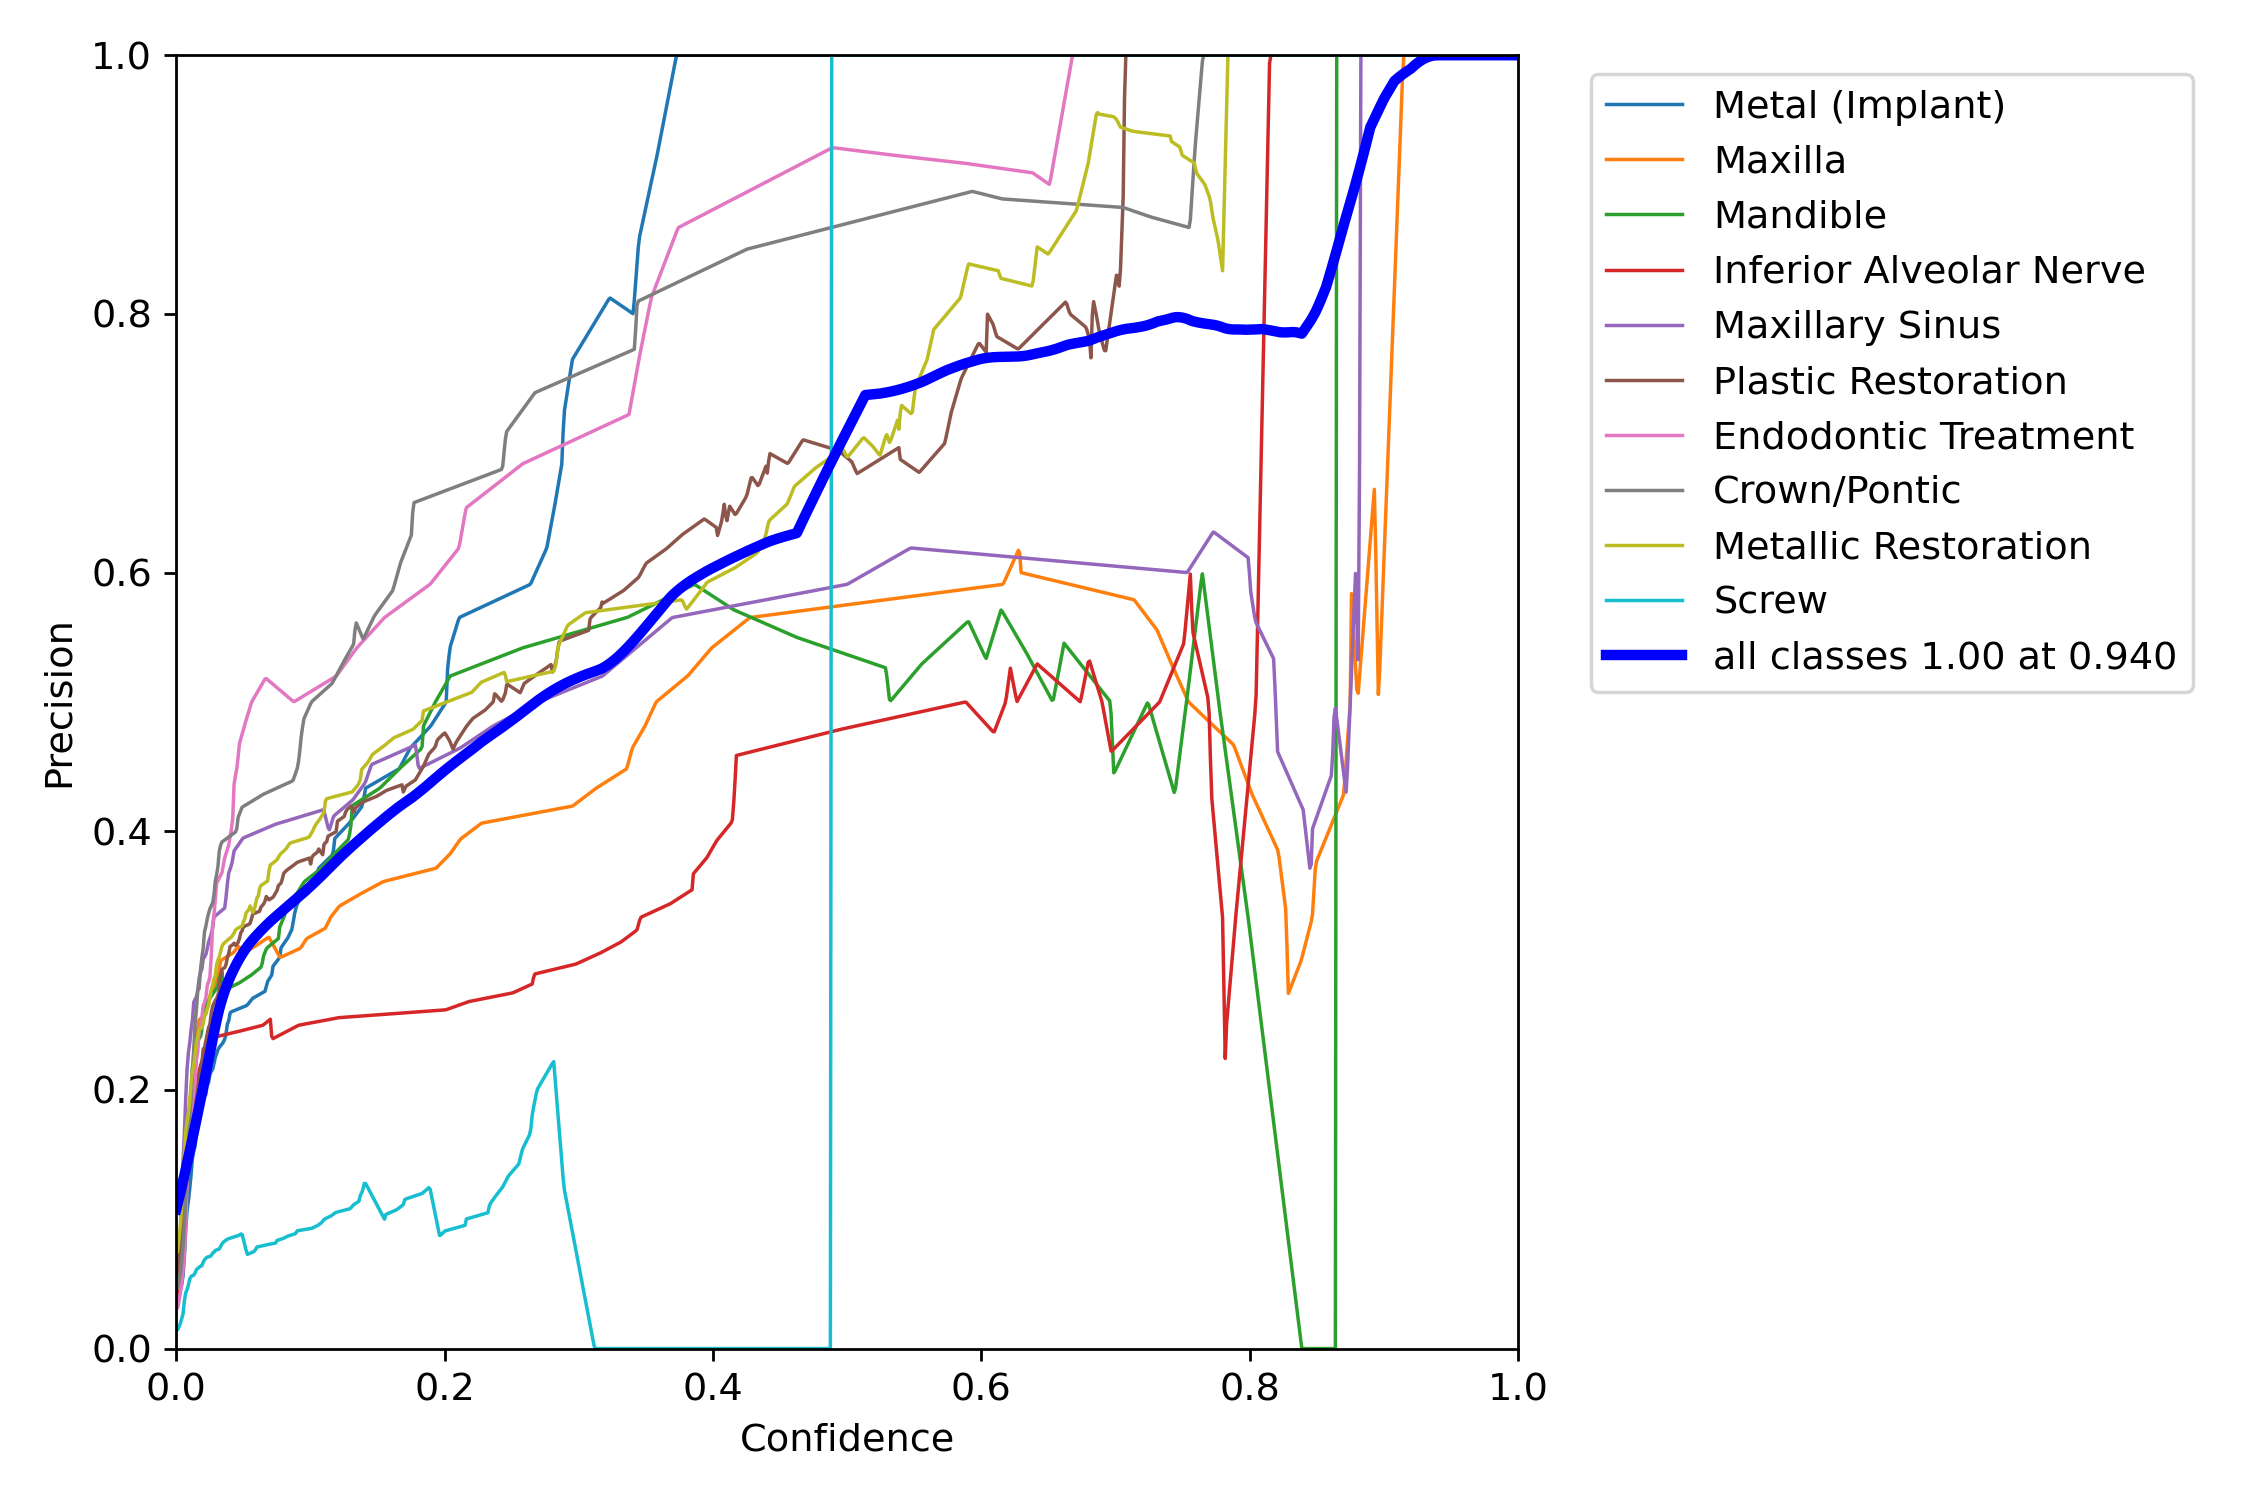 1.0
0.8
0.6
0.4
0.2
0.0
Precision
0.0 0.2 0.4 0.6 0.8 1.0
Confidence
Metal (Implant)
Maxilla
Mandible
Inferior Alveolar Nerve
Maxillary Sinus
Plastic Restoration
Endodontic Treatment
Crown/Pontic
Metallic Restoration
Screw
all classes 1.00 at 0.940